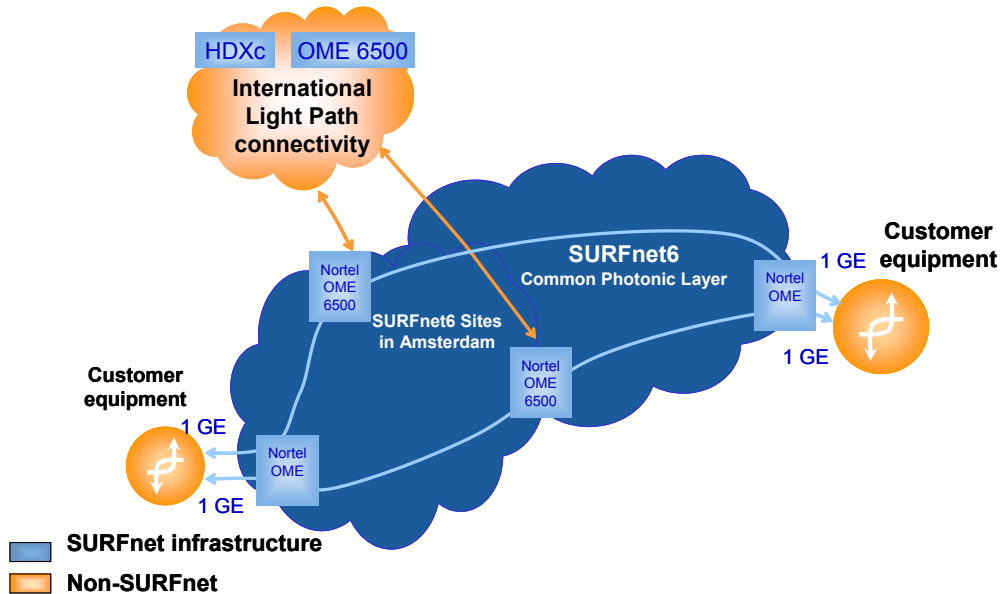 HDXc
OME 6500
International
Light Path
connectivity
SURFnet6
Common Photonic Layer
Customer
equipment
1 GE
1 GE
Nortel
OME
6500
Nortel
OME
SURFnet6 Sites
in Amsterdam
Nortel
OME
6500
Customer
equipment
1 GE
1 GE
Nortel
OME
SURFnet infrastructure
Non-SURFnet